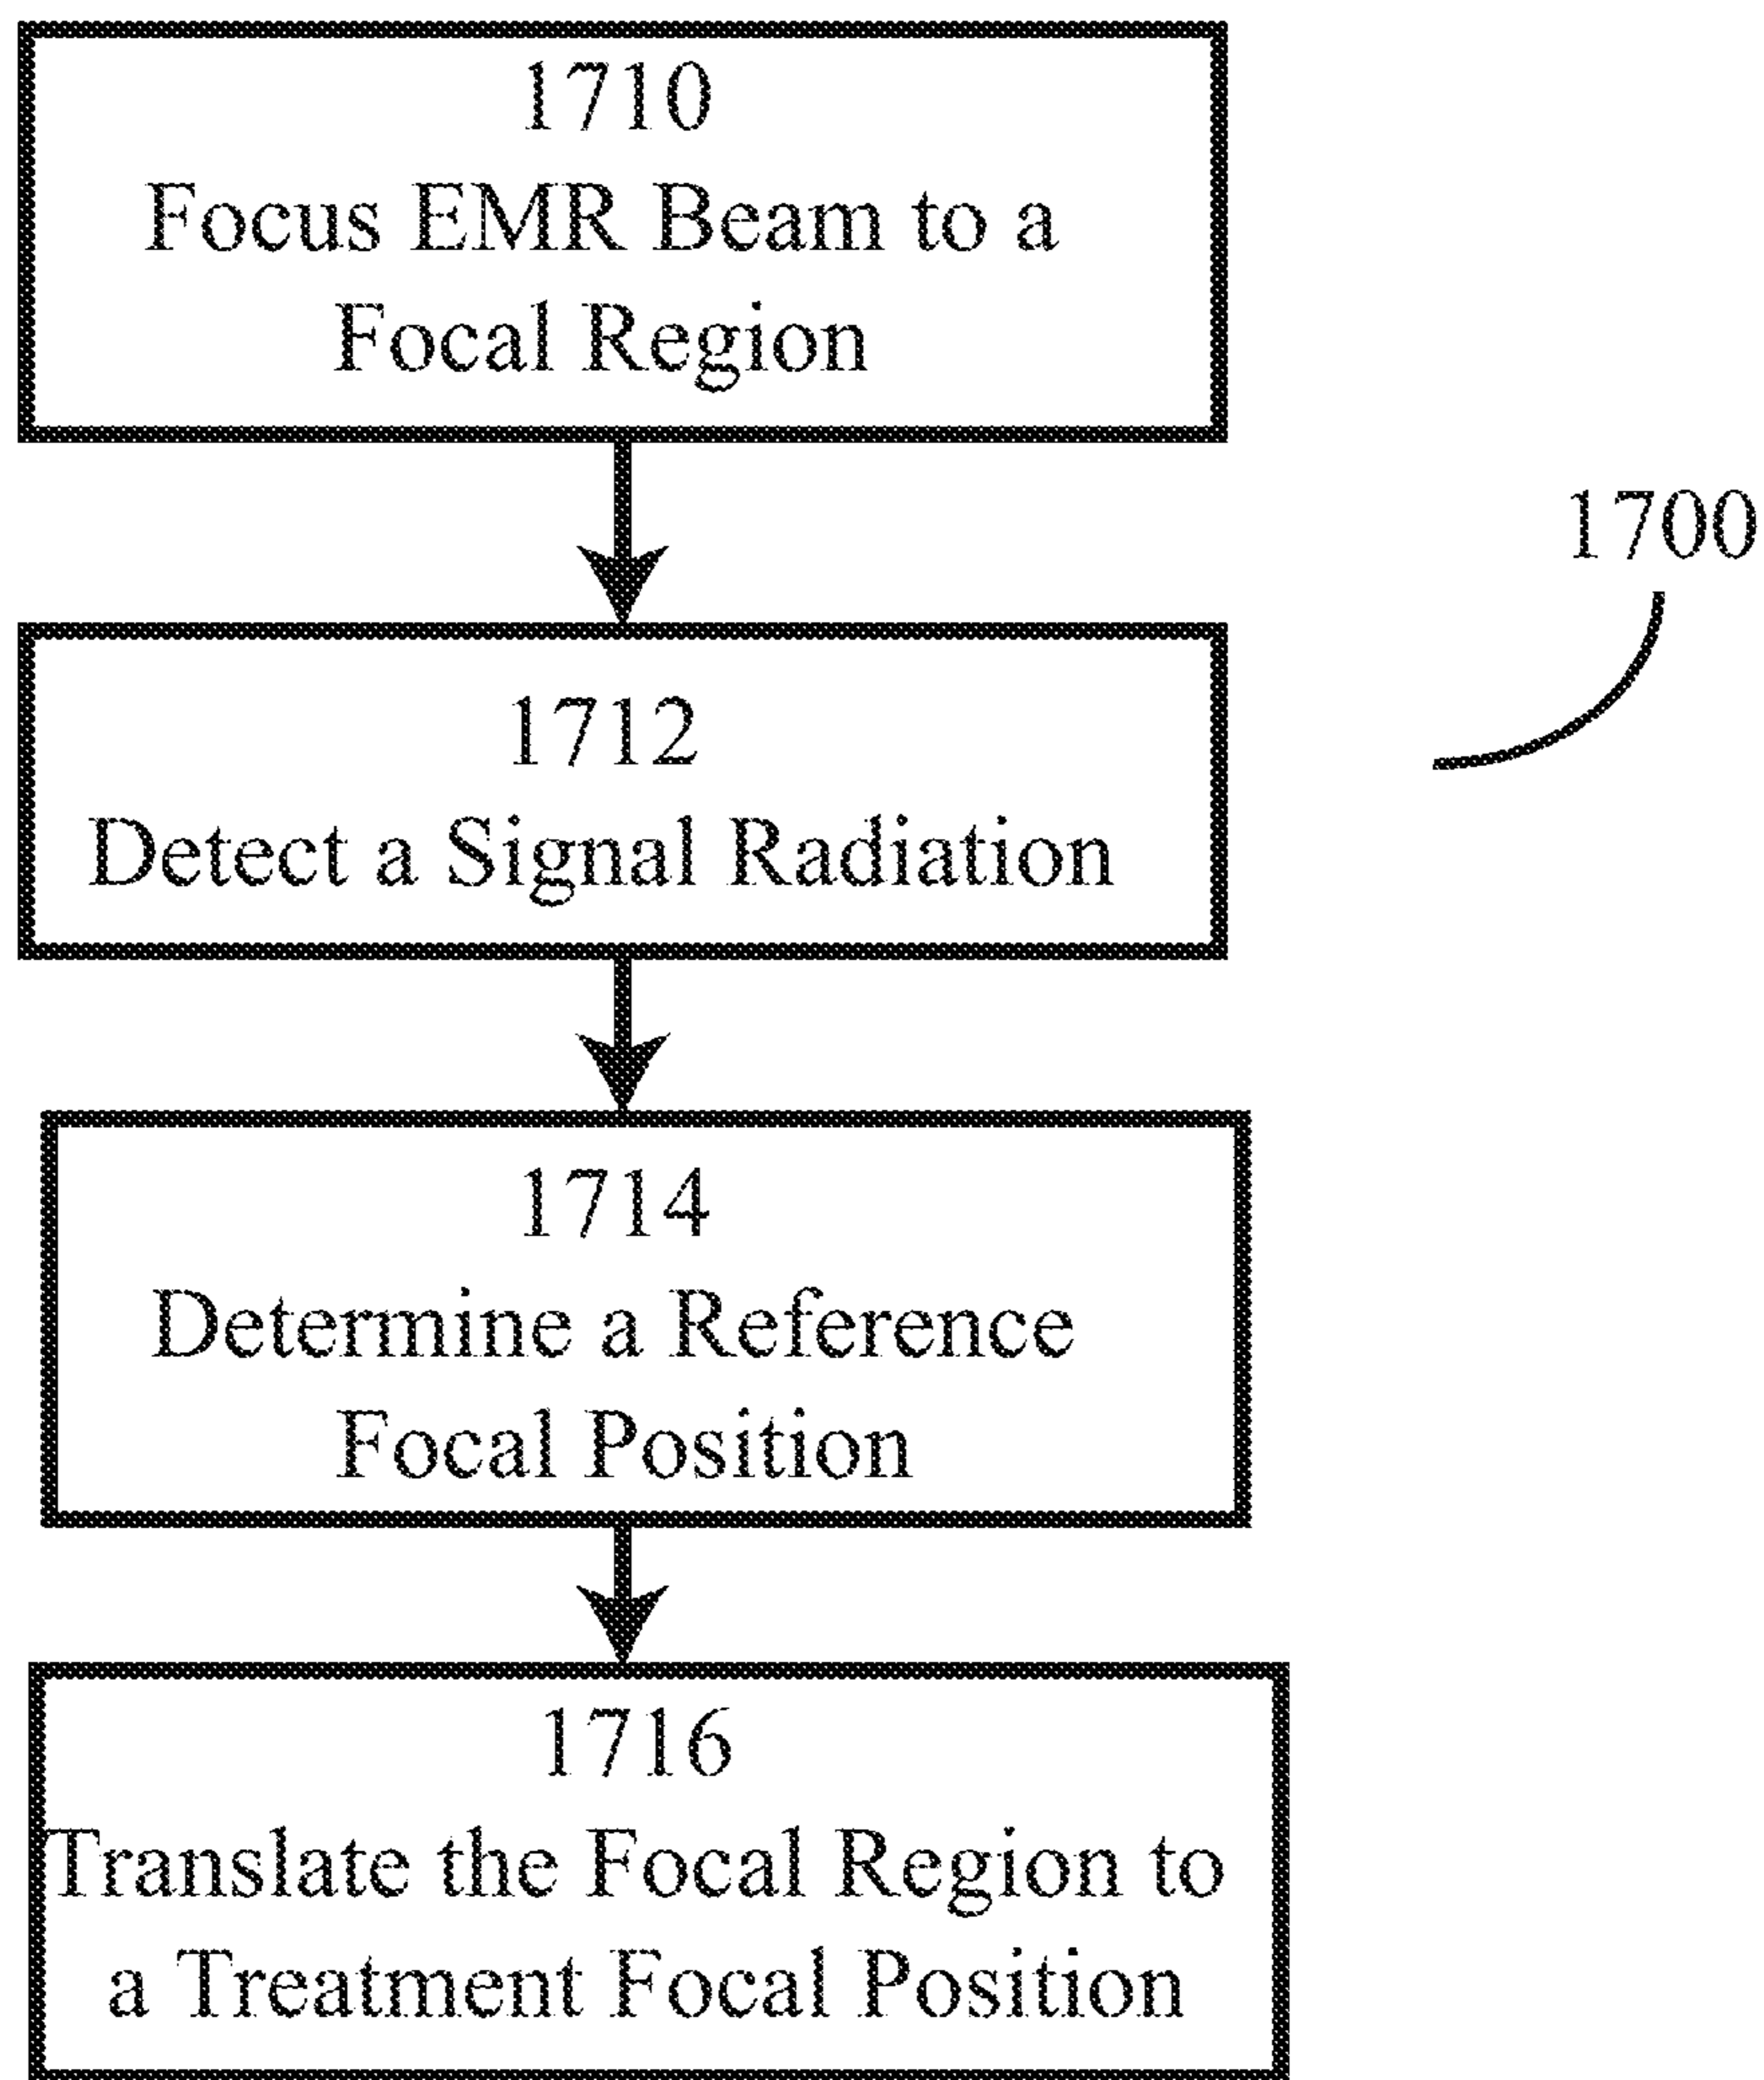 1710
Focus EMR Beam to a
Focal Region
1700
1712
Detect a Signal Radiation
1714
Determine a Reference
Focal Position
1716
Translate the Focal Region to
a Treatment Focal Position